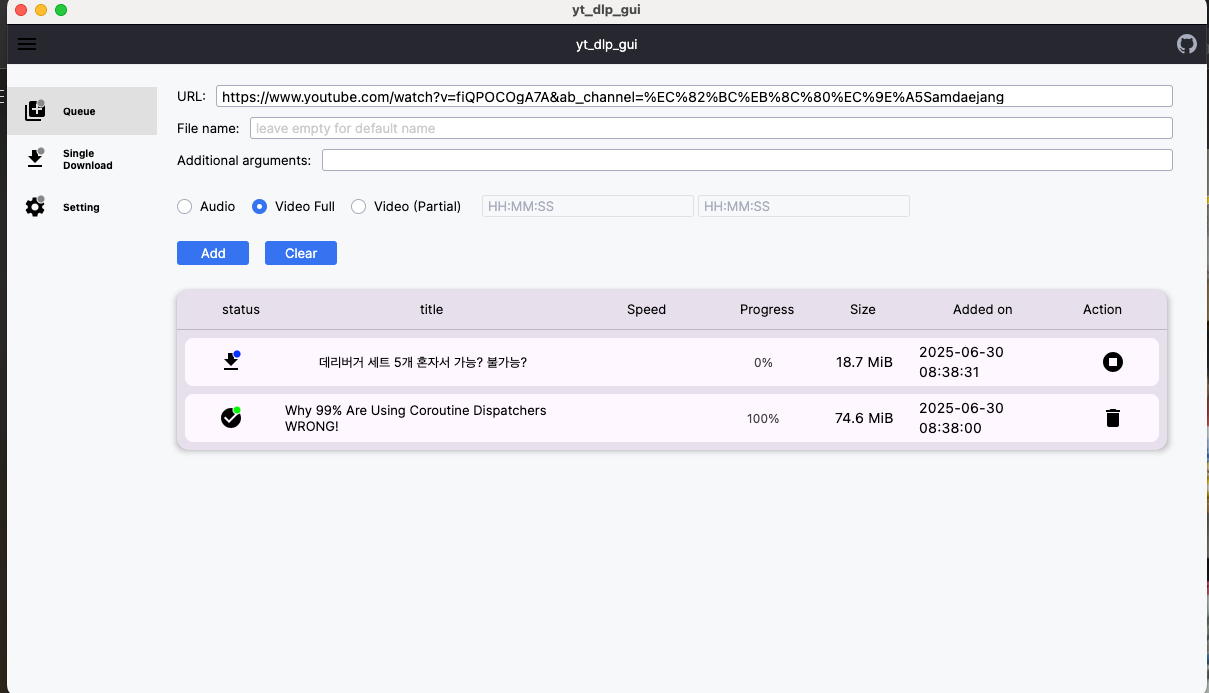 yt_dlp_gui
yt_dlp_gui
Queue
Single
Download
Setting
URL: https://www.youtube.com/watch?v=fiQPOCOgA7A&ab_channel=%EC%82%BC%EB%8C%80%EC%9E%A5Samdaejang
File name: leave empty for default name
Additional arguments:
Audio Video Full Video (Partial) HH:MM:SS HH:MM:SS
Add Clear
status title Speed Progress Size Added on Action
데리버거 세트 5개 혼자서 가능? 불가능? 0% 18.7 MiB 2025-06-30
08:38:31
Why 99% Are Using Coroutine Dispatchers
WRONG! 100% 74.6 MiB 2025-06-30
08:38:00